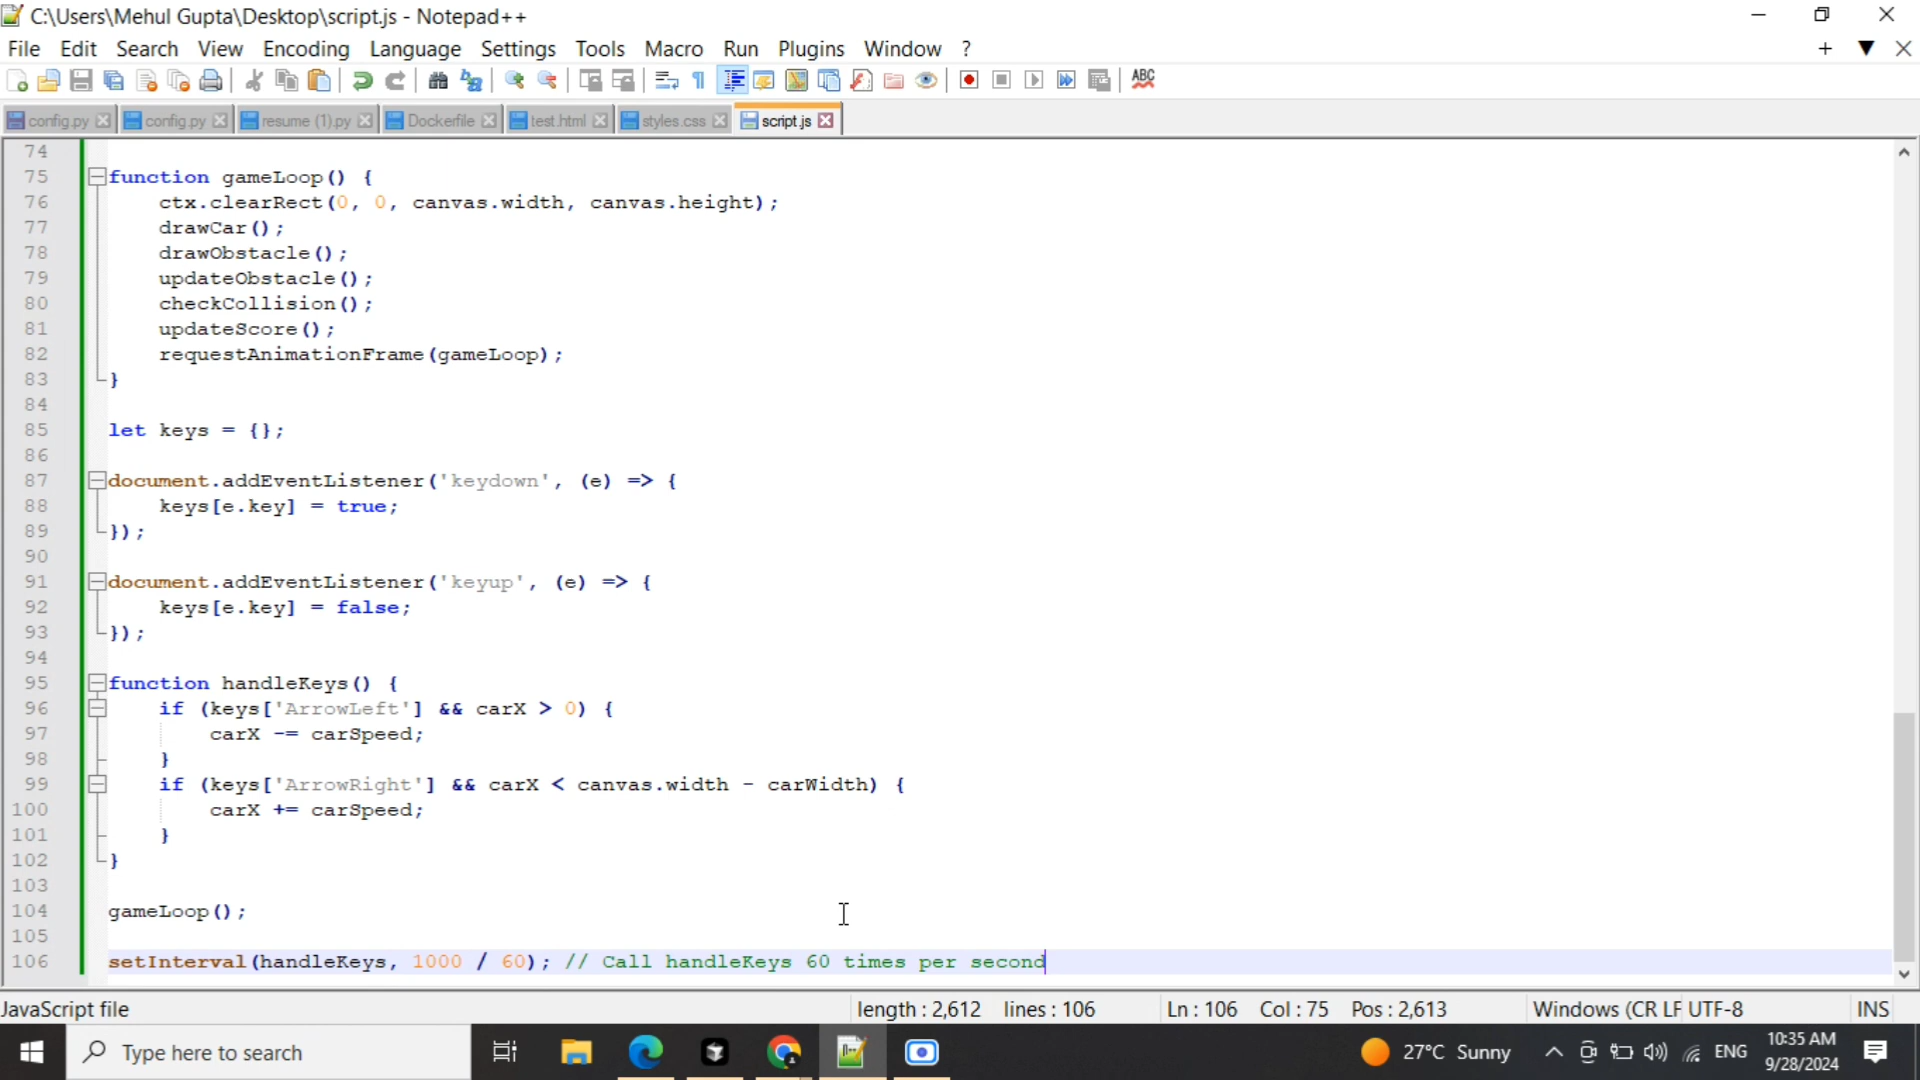 C:\Users\Mehul Gupta\Desktop\script.js - Notepad++
File Edit Search View Encoding Language Settings Tools Macro Run Plugins Window ?
config.py config.py resume (1).py Dockerfile test.html styles.css script.js
74
75 function gameLoop() {
76 ctx.clearRect(0, 0, canvas.width, canvas.height);
77 drawCar();
78 drawObstacle();
79 updateObstacle();
80 checkCollision();
81 updateScore();
82 requestAnimationFrame(gameLoop);
83 }
84
85 let keys = {};
86
87 document.addEventListener('keydown', (e) => {
88 keys[e.key] = true;
89 });
90
91 document.addEventListener('keyup', (e) => {
92 keys[e.key] = false;
93 });
94
95 function handleKeys() {
96 if (keys['ArrowLeft'] && carX > 0) {
97 carX -= carSpeed;
98 }
99 if (keys['ArrowRight'] && carX < canvas.width - carWidth) {
100 carX += carSpeed;
101 }
102 }
103
104 gameLoop();
105
106 setInterval(handleKeys, 1000 / 60); // Call handleKeys 60 times per second
JavaScript file length : 2,612 lines : 106 Ln : 106 Col : 75 Pos : 2,613 Windows (CR LF UTF-8 INS
Type here to search 27°C Sunny ENG 10:35 AM
9/28/2024